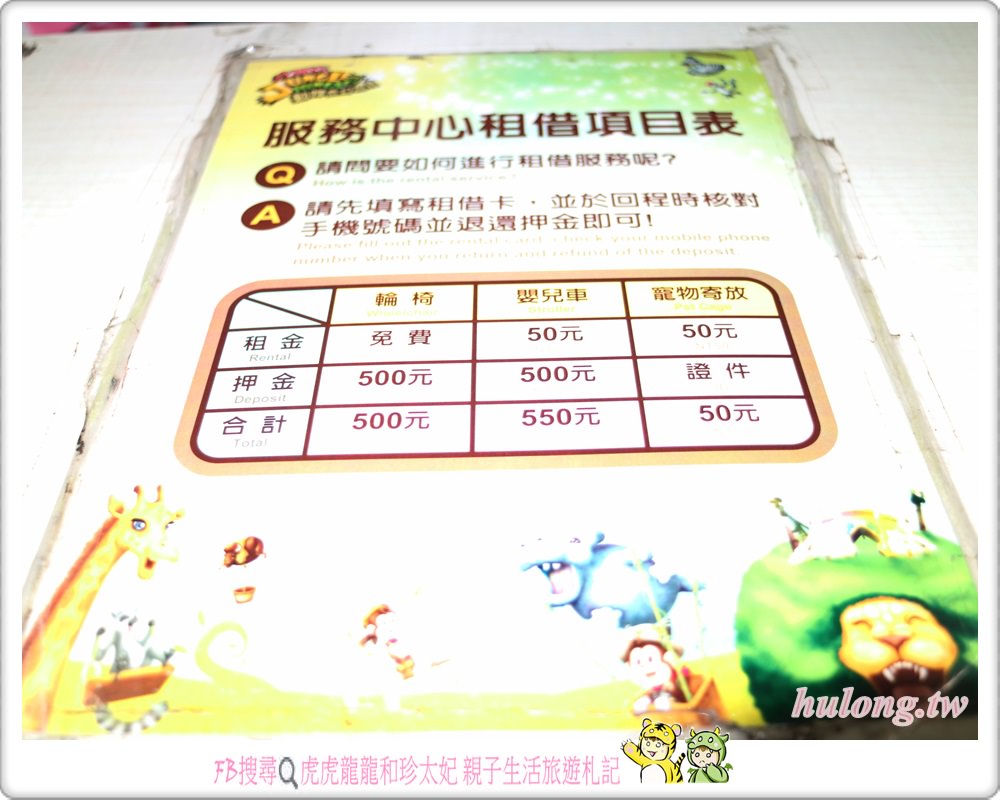 服務中心租借項目表
Q 請問要如何進行租借服務呢?
How is the rental service?
A 請先填寫租借卡，並於回程時核對
手機號碼並退還押金即可!
Please fill out the rental card, check your mobile phone
number when you return and refund of the deposit
輪椅 嬰兒車 寵物寄放
Wheelchair Stroller Pet Cage
租金 免費 50元 50元
Rental
押金 500元 500元 證件
Deposit
合計 500元 550元 50元
Total
hulong.tw
FB搜尋 虎虎龍龍和珍太妃 親子生活旅遊札記